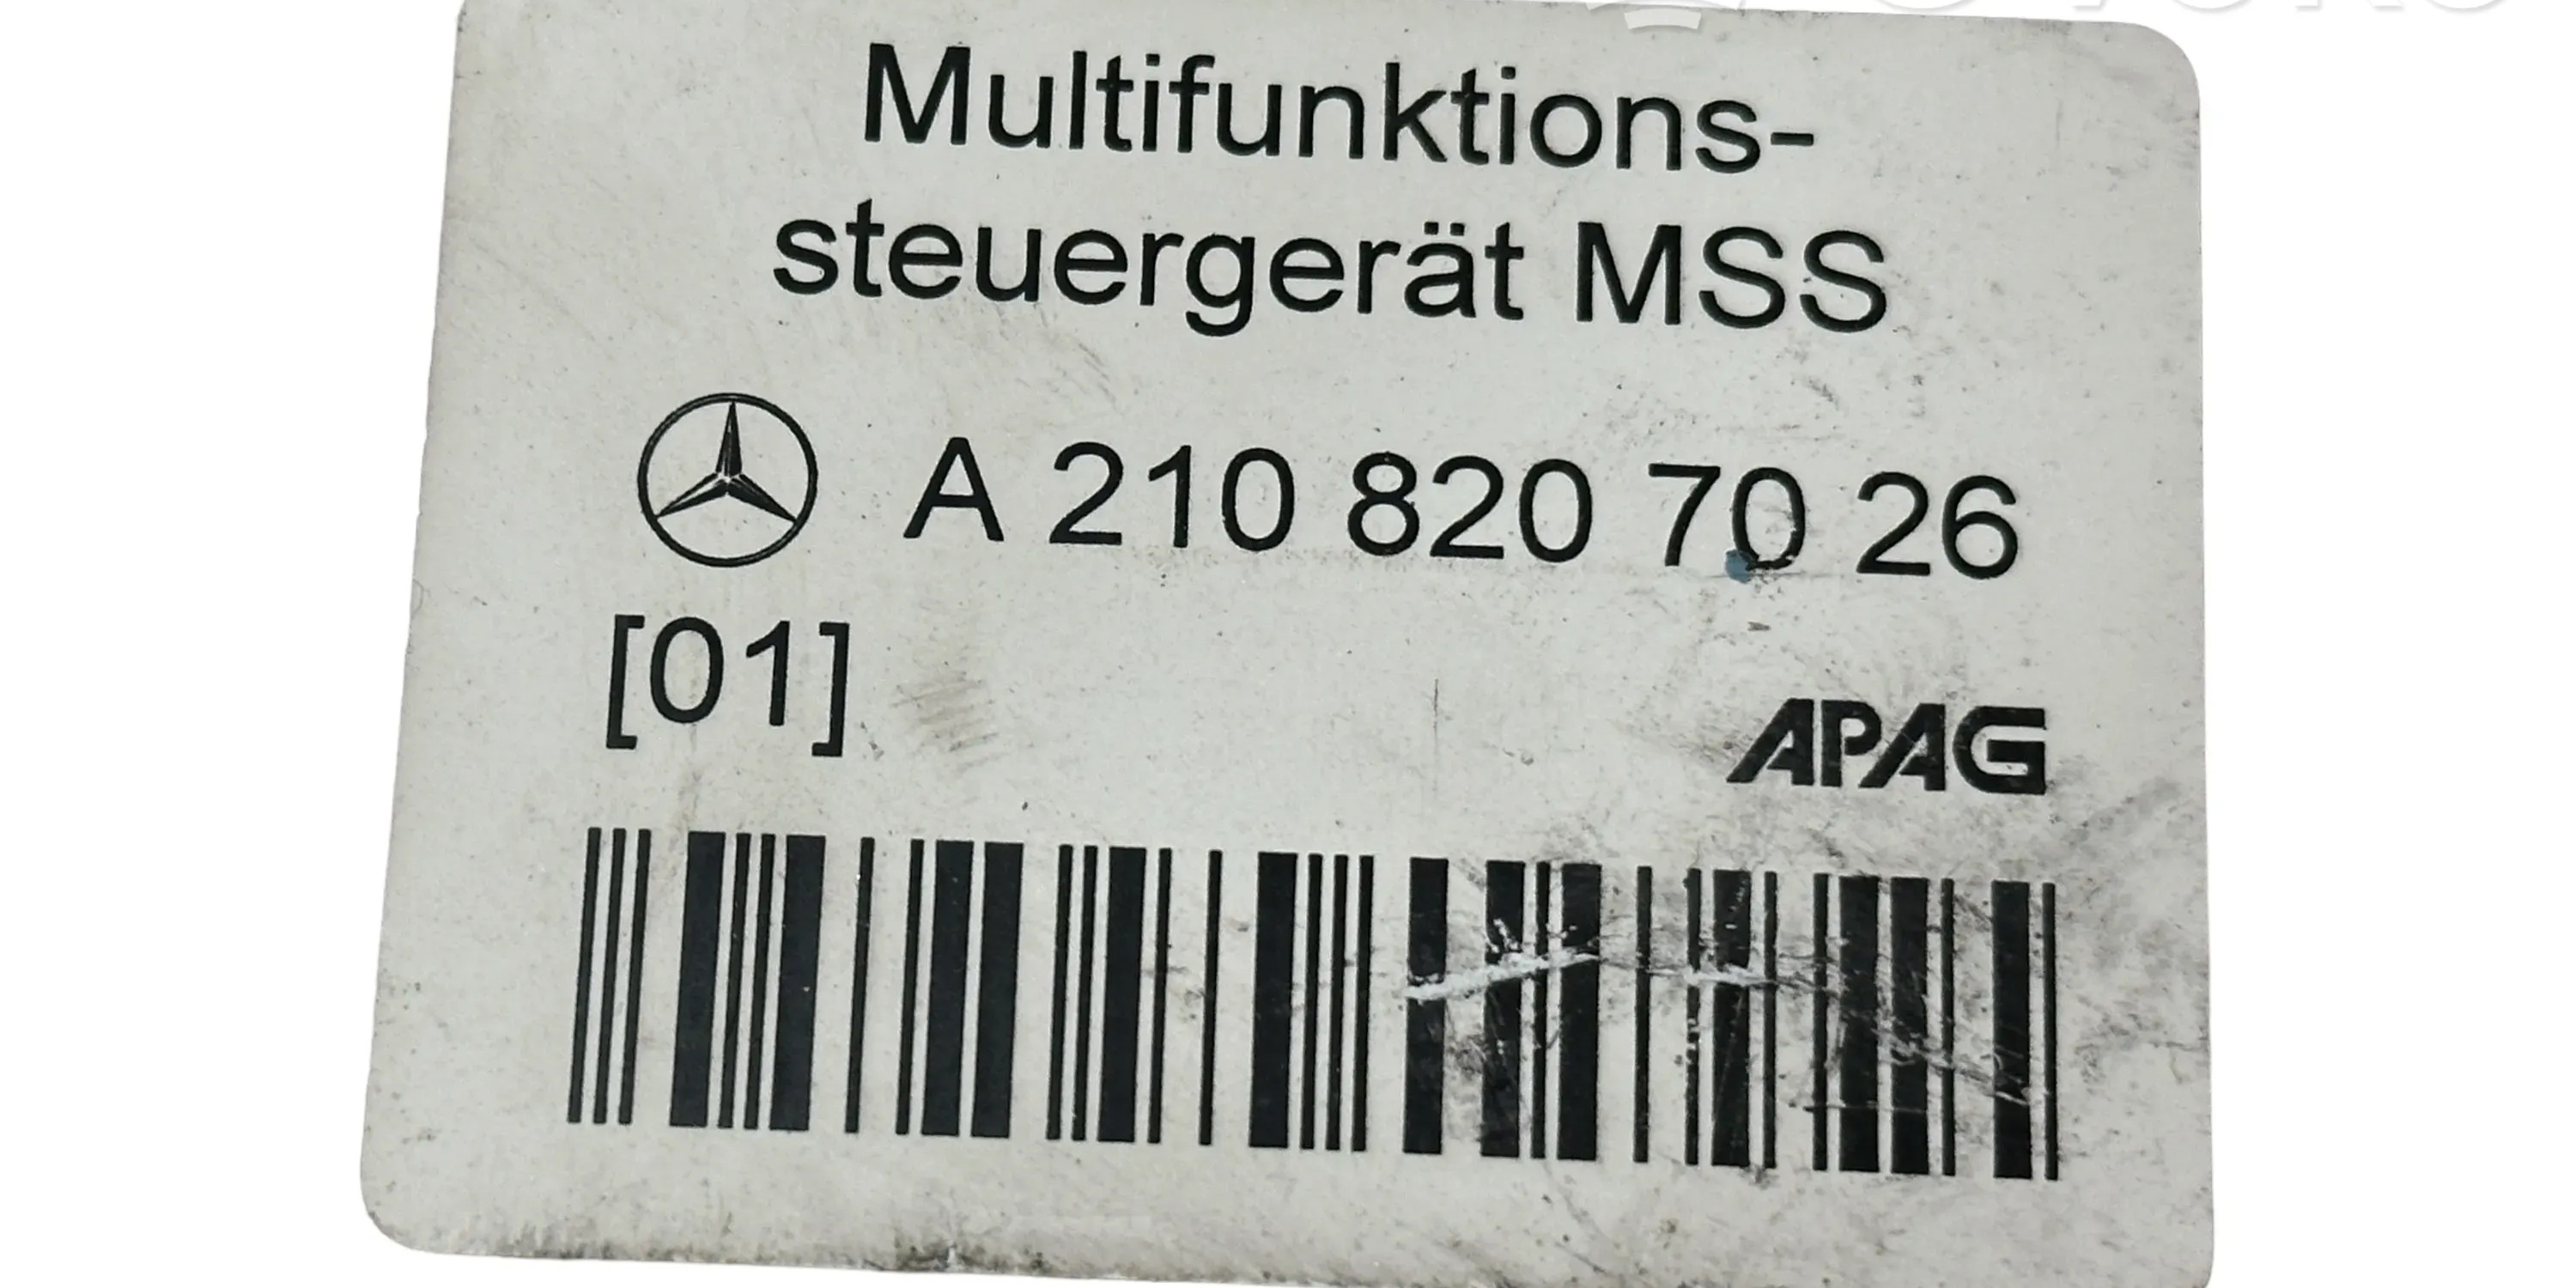 Multifunktions-
steuergerät MSS
A 210 820 70 26
[01]
APAG